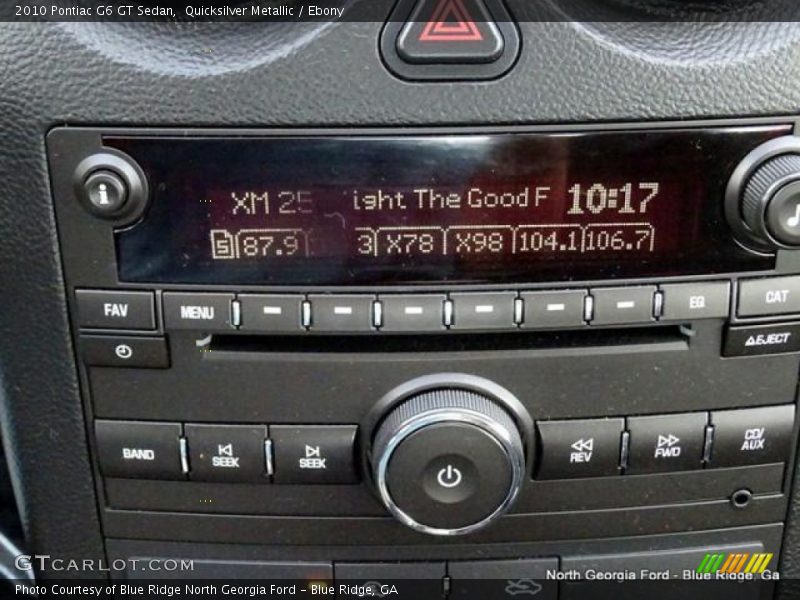 2010 Pontiac G6 GT Sedan, Quicksilver Metallic / Ebony
i
XM 25 ight The Good F 10:17
87.9 3 X78 X98 104.1 106.7
FAV MENU EQ CAT
EJECT
BAND SEEK SEEK REV FWD CD/AUX
GTCARLOT.COM
North Georgia Ford - Blue Ridge, Ga
Photo Courtesy of Blue Ridge North Georgia Ford – Blue Ridge, GA